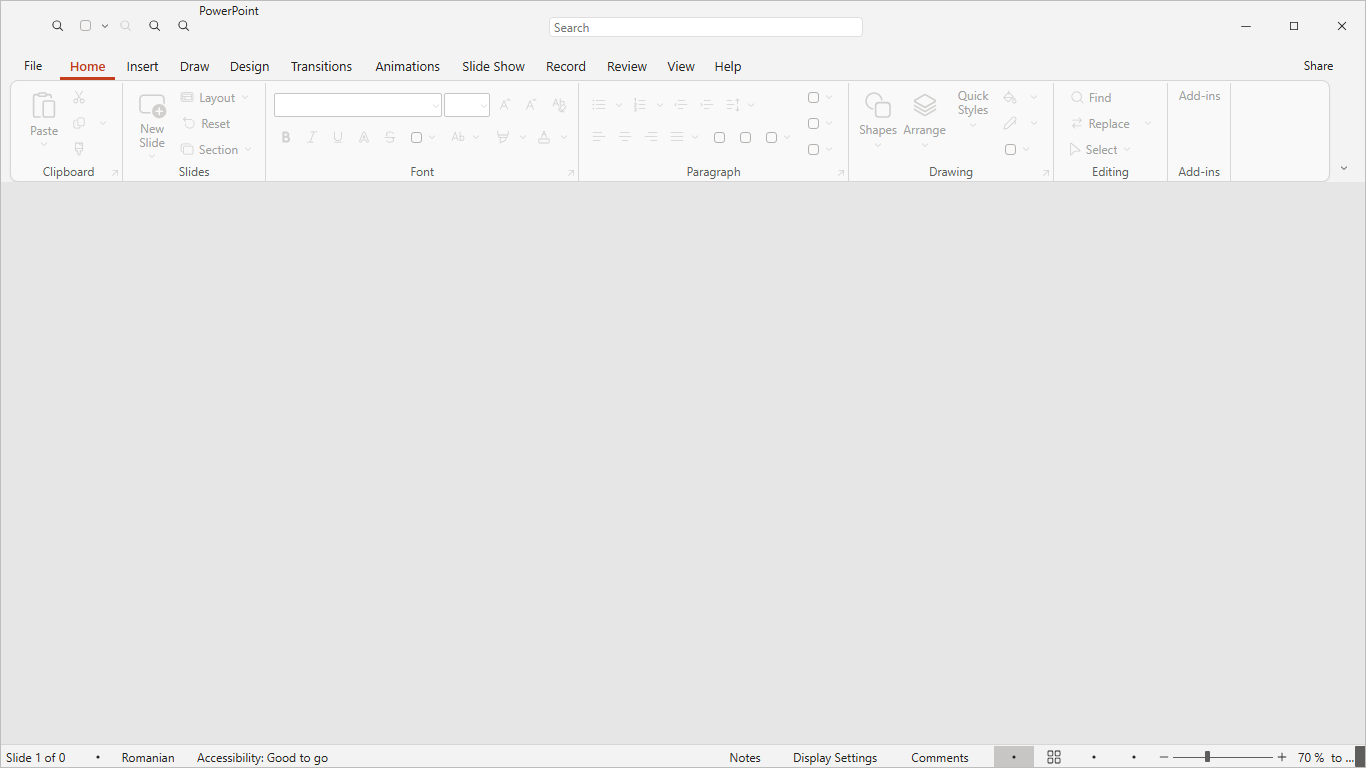 PowerPoint
Search
File Home Insert Draw Design Transitions Animations Slide Show Record Review View Help Share
Paste
Clipboard
New Slide
Layout
Reset
Section
Slides
Font
Paragraph
Shapes
Arrange
Quick Styles
Drawing
Find
Replace
Select
Editing
Add-ins
Add-ins
Slide 1 of 0 Romanian Accessibility: Good to go Notes Display Settings Comments 70 % to ...